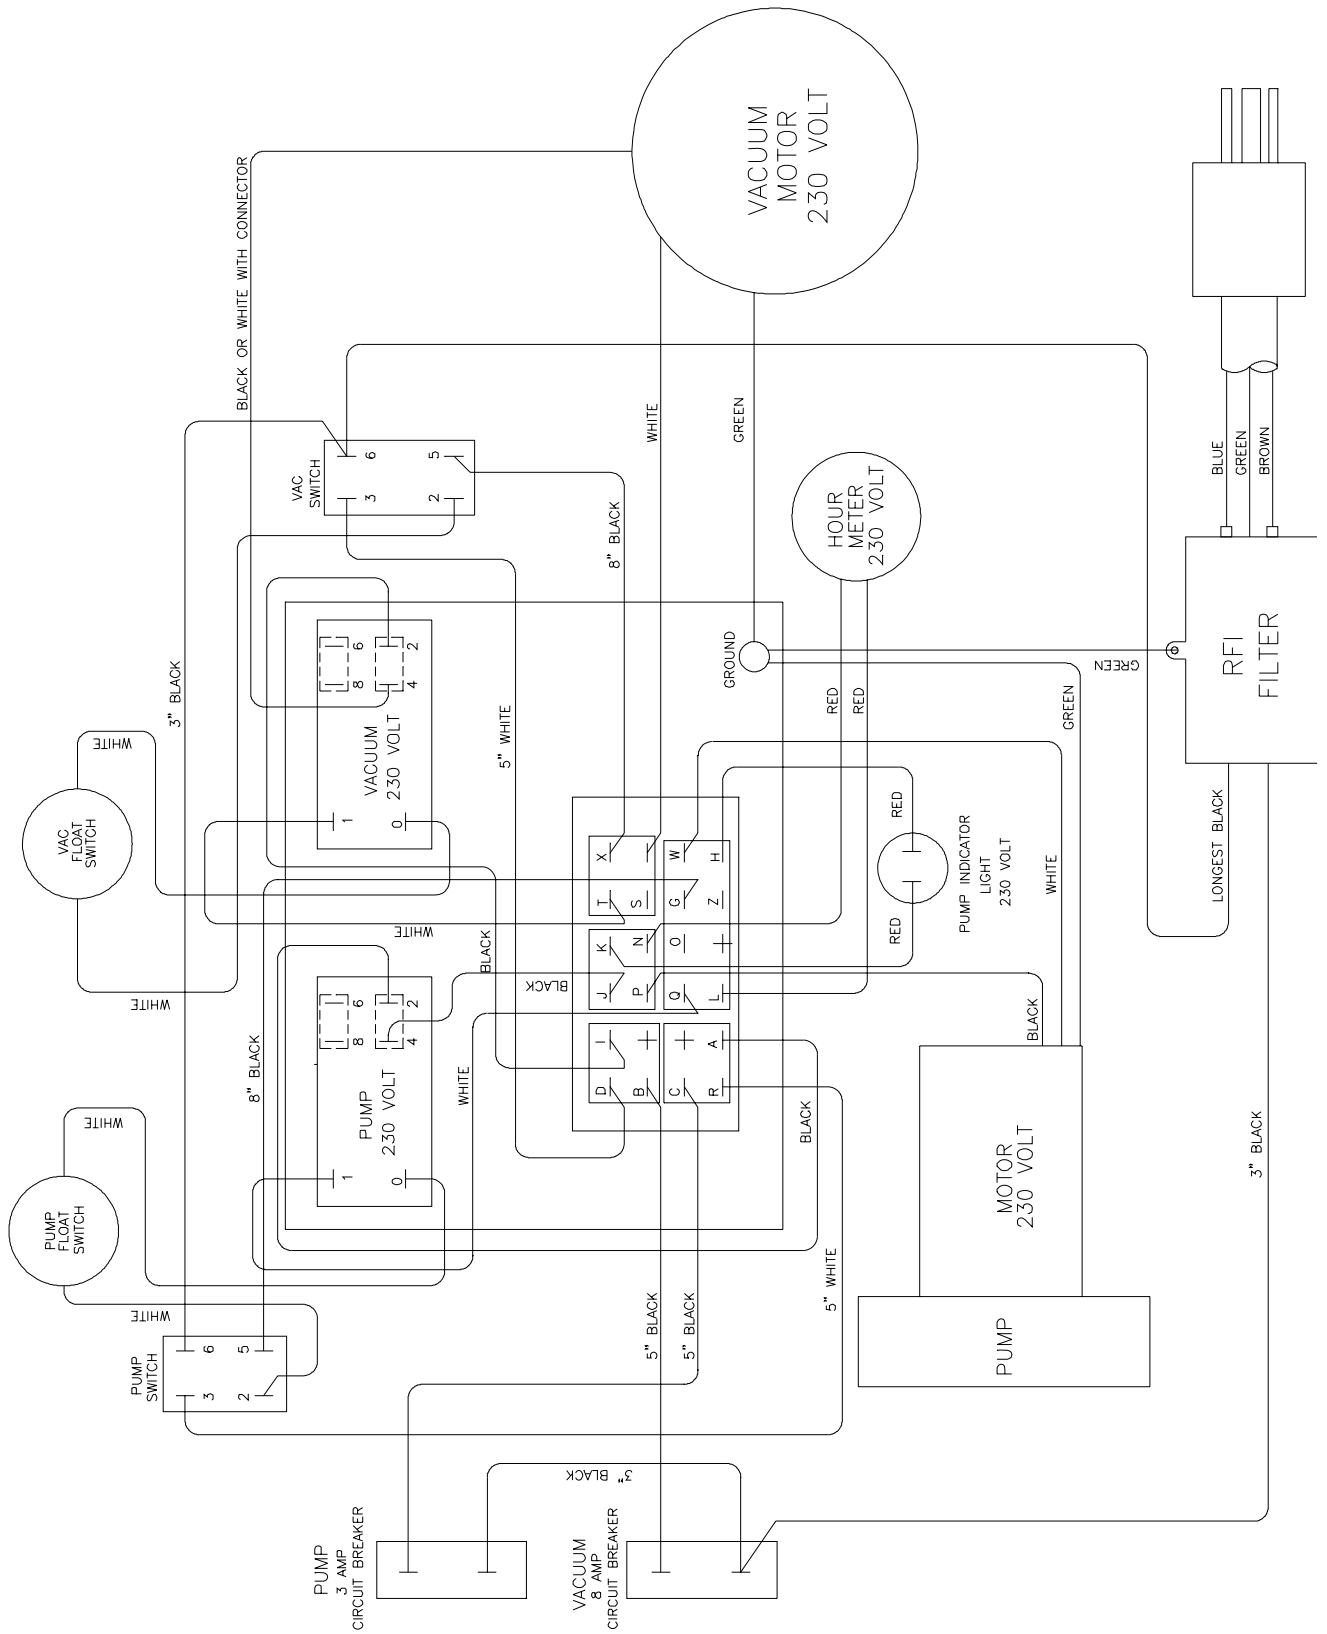 PUMP
FLOAT
SWITCH
WHITE
WHITE
PUMP
SWITCH
6
5
3
2
VAC
FLOAT
SWITCH
WHITE
WHITE
3" BLACK
8" BLACK
BLACK OR WHITE WITH CONNECTOR
VAC
SWITCH
3
6
2
5
VACUUM
MOTOR
230 VOLT
WHITE
GREEN
8" BLACK
5" WHITE
VACUUM
230 VOLT
1
0
8
6
4
2
PUMP
230 VOLT
1
0
8
6
4
2
WHITE
BLACK
BLACK
WHITE
D
I
B
C
R
A
J
K
P
N
Q
O
L
T
X
S
G
W
Z
H
BLACK
5" WHITE
5" BLACK
5" BLACK
PUMP
3 AMP
CIRCUIT BREAKER
VACUUM
8 AMP
CIRCUIT BREAKER
3" BLACK
GROUND
GREEN
GREEN
RED
RED
HOUR
METER
230 VOLT
RED
RED
PUMP INDICATOR
LIGHT
230 VOLT
WHITE
BLACK
MOTOR
230 VOLT
PUMP
3" BLACK
LONGEST BLACK
RFI
FILTER
BLUE
GREEN
BROWN